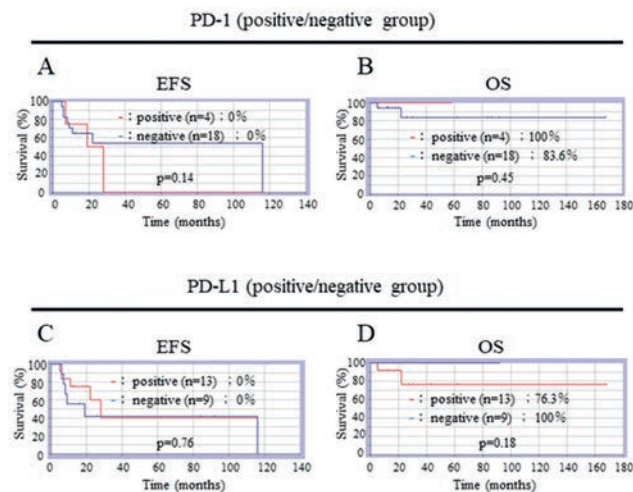 PD-1 (positive/negative group)
A
EFS
Survival (%)
100
80
60
40
20
0
: positive (n=4) : 0%
: negative (n=18) : 0%
p=0.14
0 20 40 60 80 100 120 140
Time (months)
B
OS
Survival (%)
100
80
60
40
20
0
: positive (n=4) : 100%
: negative (n=18) : 83.6%
p=0.45
0 20 40 60 80 100 120 140 160 180
Time (months)
PD-L1 (positive/negative group)
C
EFS
Survival (%)
100
80
60
40
20
0
: positive (n=13) : 0%
: negative (n=9) : 0%
p=0.76
0 20 40 60 80 100 120 140
Time (months)
D
OS
Survival (%)
100
80
60
40
20
0
: positive (n=13) : 76.3%
: negative (n=9) : 100%
p=0.18
0 20 40 60 80 100 120 140 160 180
Time (months)